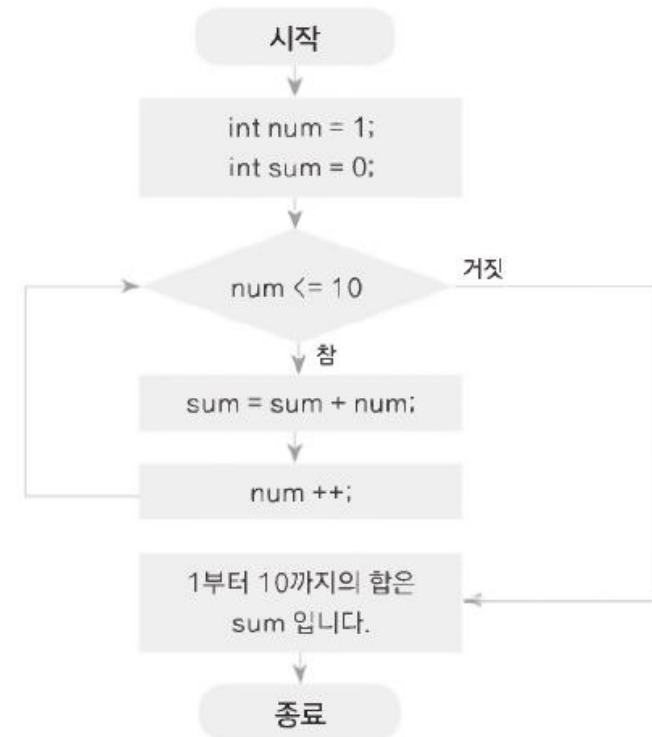 시작
int num = 1;
int sum = 0;
num <= 10
거짓
참
sum = sum + num;
num ++;
1부터 10까지의 합은
sum 입니다.
종료